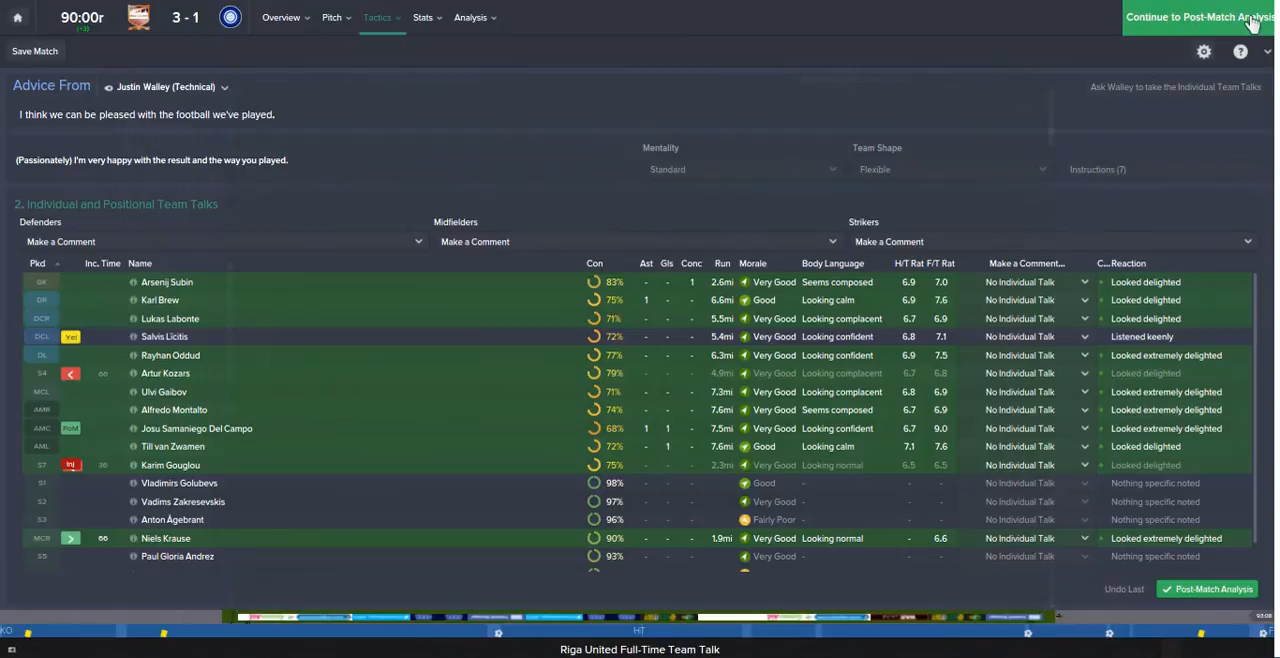 90:00r
(+3)
3 - 1
Overview
Pitch
Tactics
Stats
Analysis
Continue to Post-Match Analysis
Save Match
Advice From Justin Walley (Technical)
Ask Walley to take the Individual Team Talks
I think we can be pleased with the football we've played.
(Passionately) I'm very happy with the result and the way you played.
Mentality
Team Shape
Standard
Flexible
Instructions (7)
2. Individual and Positional Team Talks
Defenders Midfielders Strikers
Make a Comment Make a Comment Make a Comment
Pkd Inc. Time Name Con Ast Gls Conc Run Morale Body Language H/T Rat F/T Rat Make a Comment... C... Reaction
GK Arsenij Subin 83% - - 1 2.6mi Very Good Seems composed 6.9 7.0 No Individual Talk Looked delighted
DR Karl Brew 75% 1 - - 6.6mi Good Looking calm 6.9 7.6 No Individual Talk Looked delighted
DCR Lukas Labonte 71% - - - 5.5mi Very Good Looking complacent 6.7 6.9 No Individual Talk Looked delighted
DCL Yel Salvis Līcitis 72% - - - 5.4mi Very Good Looking confident 6.8 7.1 No Individual Talk Listened keenly
DL Rayhan Oddud 77% - - - 6.3mi Very Good Looking confident 6.9 7.5 No Individual Talk Looked extremely delighted
S4 66 Artur Kozars 79% - - - 4.9mi Very Good Looking complacent 6.7 6.8 No Individual Talk Looked delighted
MCL Ulvi Gaibov 71% - - - 7.3mi Very Good Looking complacent 6.8 6.9 No Individual Talk Looked extremely delighted
AMR Alfredo Montalto 74% - - - 7.6mi Very Good Seems composed 6.7 6.9 No Individual Talk Looked extremely delighted
AMC PoM Josu Samaniego Del Campo 68% 1 1 - 7.5mi Very Good Looking confident 6.7 9.0 No Individual Talk Looked extremely delighted
AML Till van Zwamen 72% - 1 - 7.6mi Good Looking calm 7.1 7.6 No Individual Talk Looked delighted
S7 Inj 36 Karim Gouglou 75% - - - 2.3mi Very Good Looking normal 6.5 6.5 No Individual Talk Looked delighted
S1 Vladimirs Golubevs 98% - - - - Good - - - No Individual Talk Nothing specific noted
S2 Vadims Zakresevskis 97% - - - - Very Good - - - No Individual Talk Nothing specific noted
S3 Anton Ågebrant 96% - - - - Fairly Poor - - - No Individual Talk Nothing specific noted
MCR 66 Niels Krause 90% - - - 1.9mi Very Good Looking normal - 6.6 No Individual Talk Looked extremely delighted
S5 Paul Gloria Andrez 93% - - - - Very Good - - - No Individual Talk Nothing specific noted
Undo Last
Post-Match Analysis
93:08
KO HT
Riga United Full-Time Team Talk